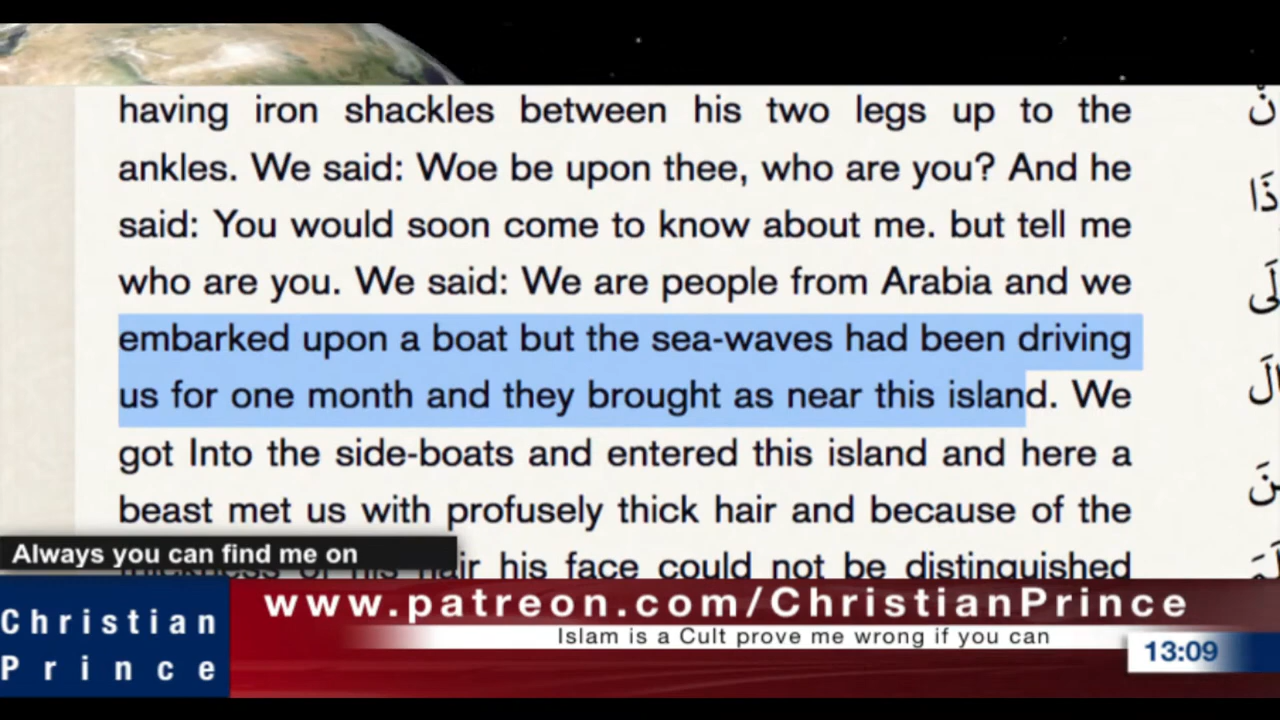 having iron shackles between his two legs up to the
ankles. We said: Woe be upon thee, who are you? And he
said: You would soon come to know about me. but tell me
who are you. We said: We are people from Arabia and we
embarked upon a boat but the sea-waves had been driving
us for one month and they brought as near this island. We
got Into the side-boats and entered this island and here a
beast met us with profusely thick hair and because of the
thickness of his hair his face could not be distinguished
Always you can find me on
Christian
Prince
www.patreon.com/ChristianPrince
Islam is a Cult prove me wrong if you can
13:09